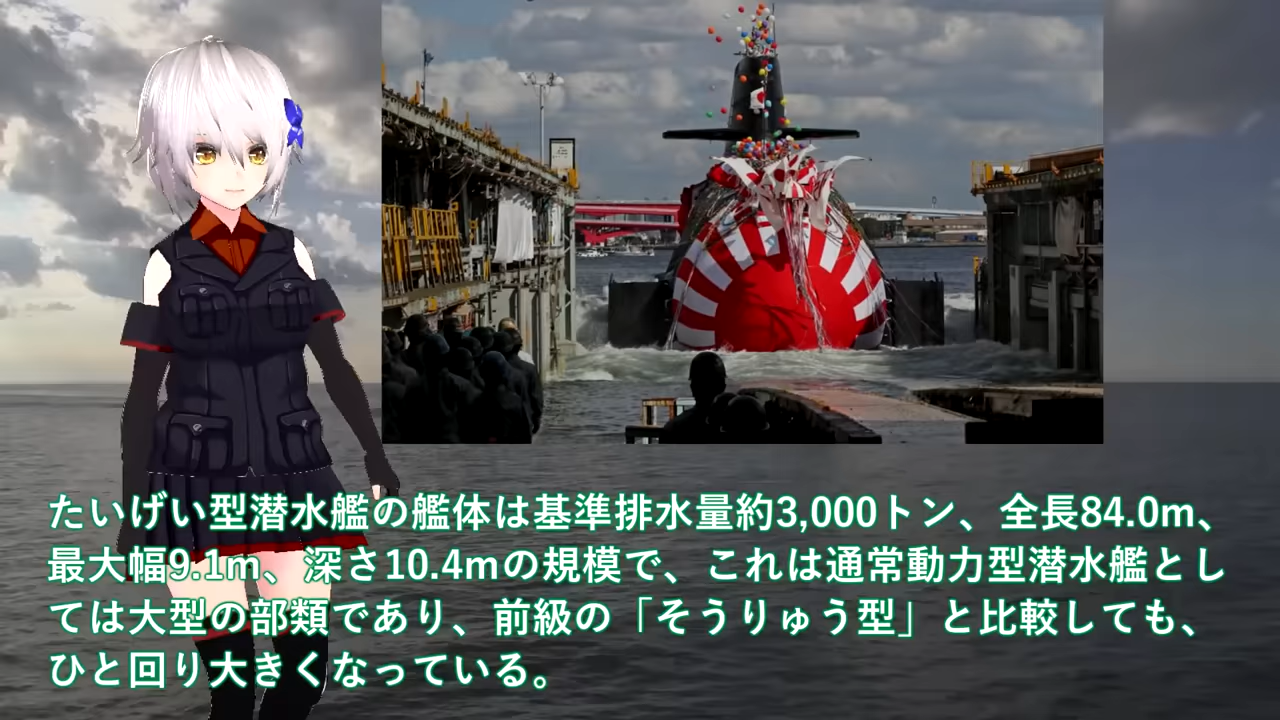 たいげい型潜水艦の艦体は基準排水量約3,000トン、全長84.0m、
最大幅9.1m、深さ10.4mの規模で、これは通常動力型潜水艦とし
ては大型の部類であり、前級の「そうりゅう型」と比較しても、
ひと回り大きくなっている。